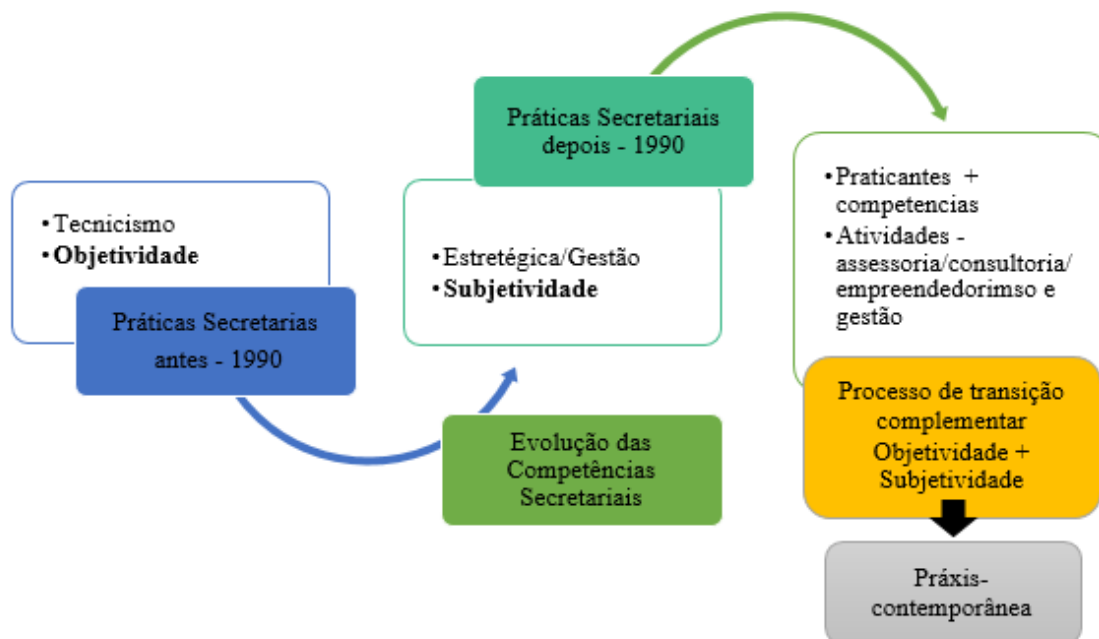 •Tecnicismo
•Objetividade
Práticas Secretarias
antes - 1990
Práticas Secretariais
depois - 1990
•Estretégica/Gestão
•Subjetividade
Evolução das
Competências
Secretariais
•Praticantes +
competencias
•Atividades -
assessoria/consultoria/
empreendedorimso e
gestão
Processo de transição
complementar
Objetividade +
Subjetividade
Práxis-
contemporânea